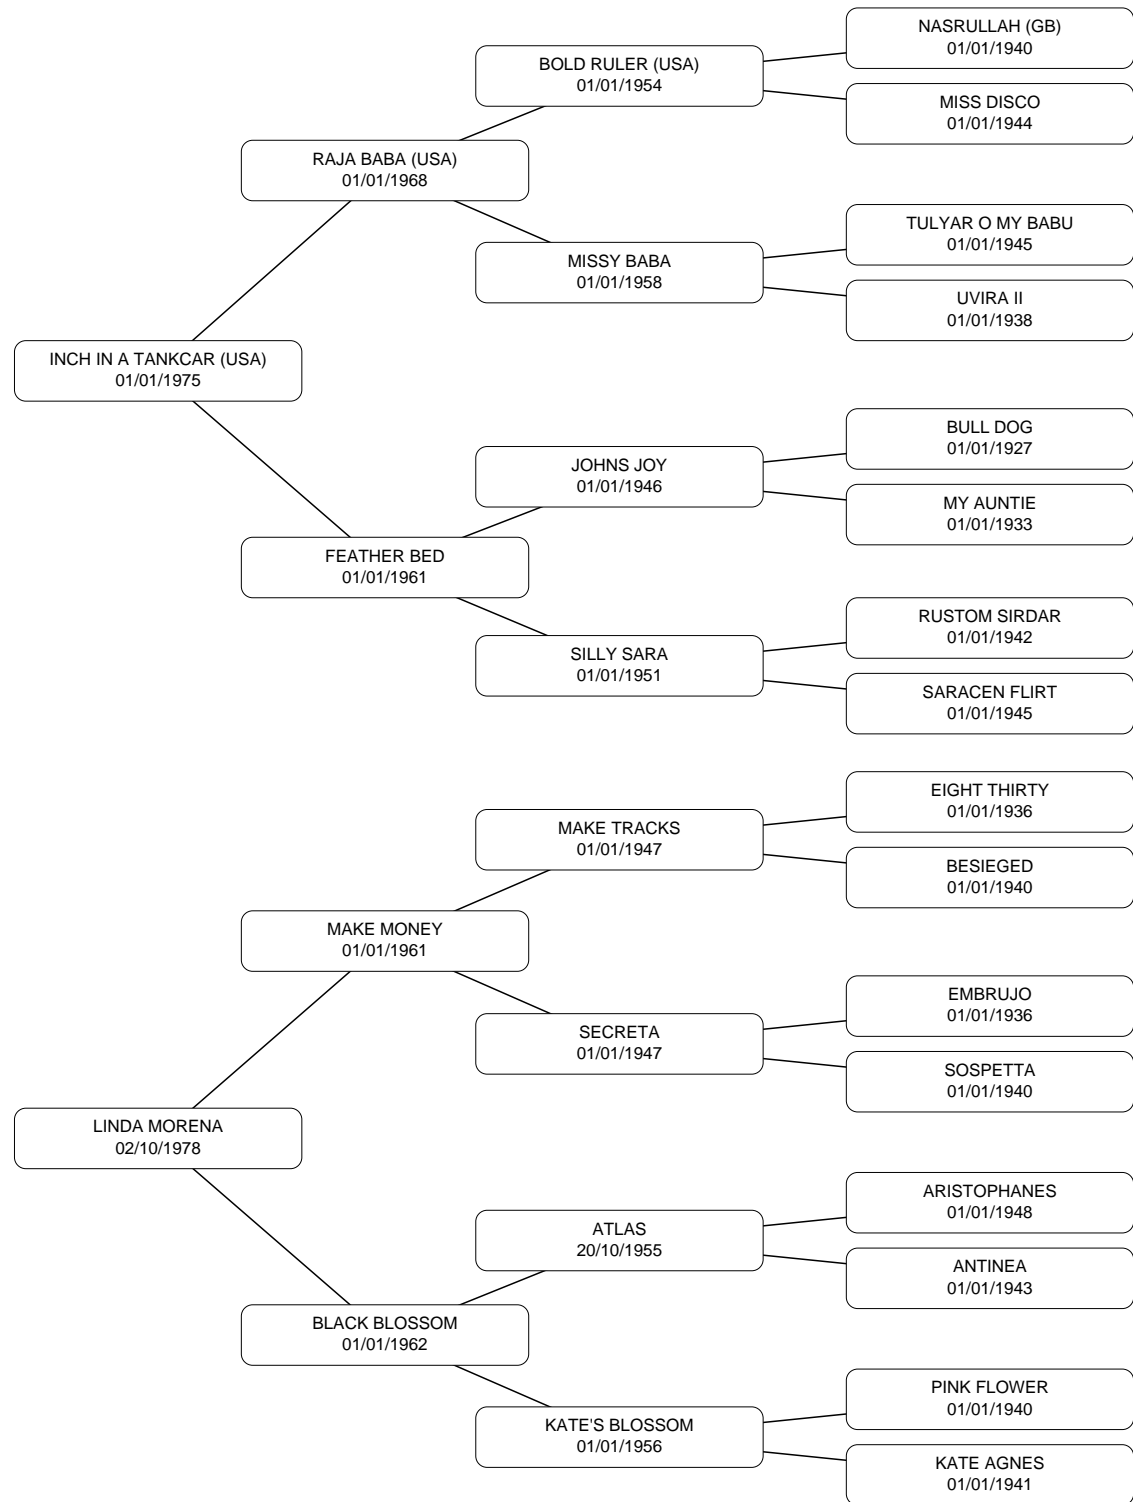 NASRULLAH (GB)
01/01/1940
BOLD RULER (USA)
01/01/1954
MISS DISCO
01/01/1944
RAJA BABA (USA)
01/01/1968
TULYAR O MY BABU
01/01/1945
MISSY BABA
01/01/1958
UVIRA II
01/01/1938
INCH IN A TANKCAR (USA)
01/01/1975
BULL DOG
01/01/1927
JOHNS JOY
01/01/1946
MY AUNTIE
01/01/1933
FEATHER BED
01/01/1961
RUSTOM SIRDAR
01/01/1942
SILLY SARA
01/01/1951
SARACEN FLIRT
01/01/1945
EIGHT THIRTY
01/01/1936
MAKE TRACKS
01/01/1947
BESIEGED
01/01/1940
MAKE MONEY
01/01/1961
EMBRUJO
01/01/1936
SECRETA
01/01/1947
SOSPETTA
01/01/1940
LINDA MORENA
02/10/1978
ARISTOPHANES
01/01/1948
ATLAS
20/10/1955
ANTINEA
01/01/1943
BLACK BLOSSOM
01/01/1962
PINK FLOWER
01/01/1940
KATE'S BLOSSOM
01/01/1956
KATE AGNES
01/01/1941